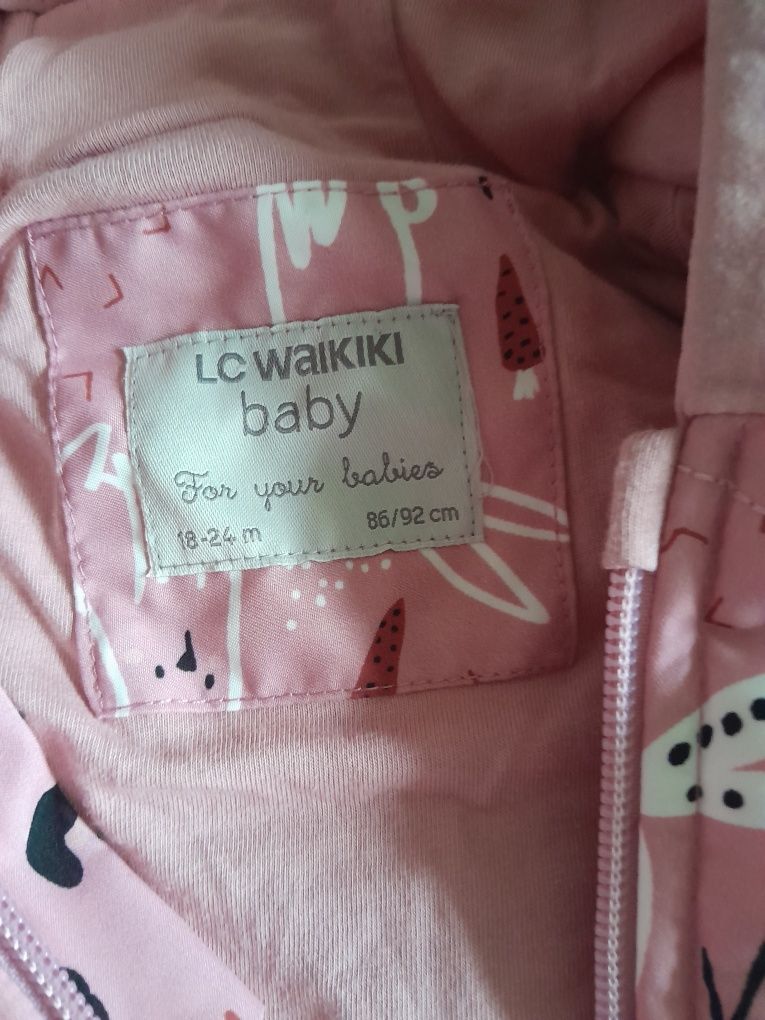 LC WAIKIKI
baby
For your babies
18-24 m 86/92 cm